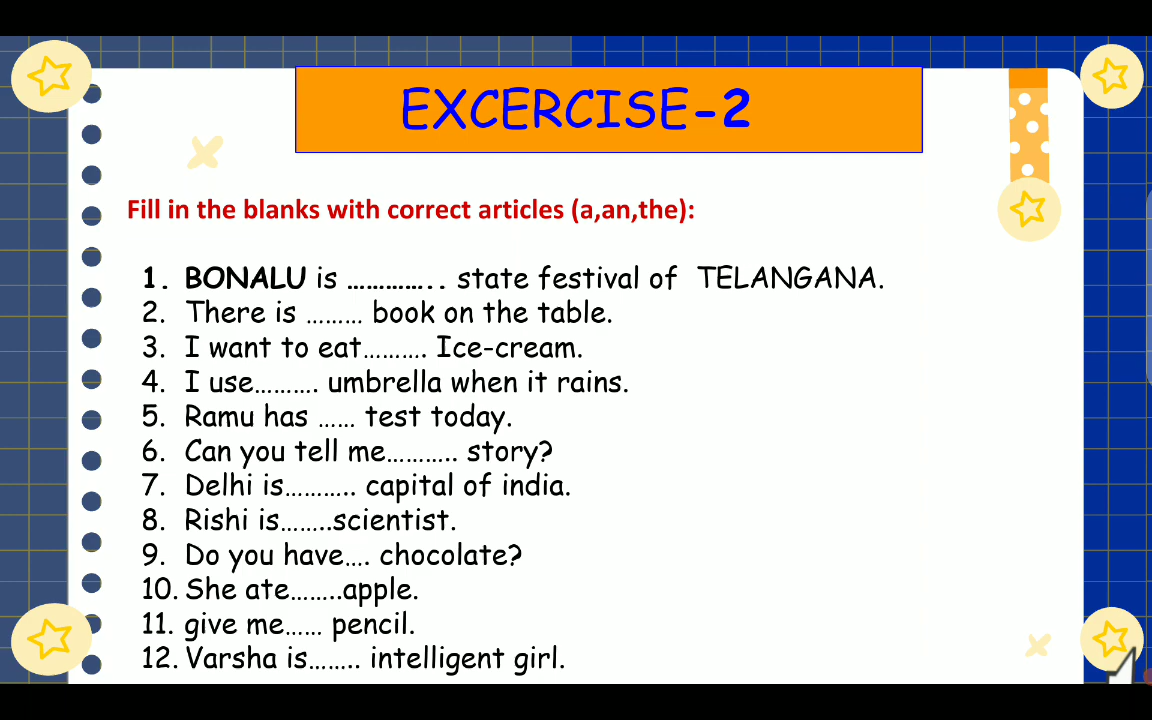 EXCERCISE-2
Fill in the blanks with correct articles (a,an,the):
1. BONALU is ………….. state festival of TELANGANA.
2. There is ……… book on the table.
3. I want to eat………. Ice-cream.
4. I use………. umbrella when it rains.
5. Ramu has …… test today.
6. Can you tell me……….. story?
7. Delhi is……….. capital of india.
8. Rishi is……..scientist.
9. Do you have…. chocolate?
10. She ate……..apple.
11. give me…… pencil.
12. Varsha is…….. intelligent girl.